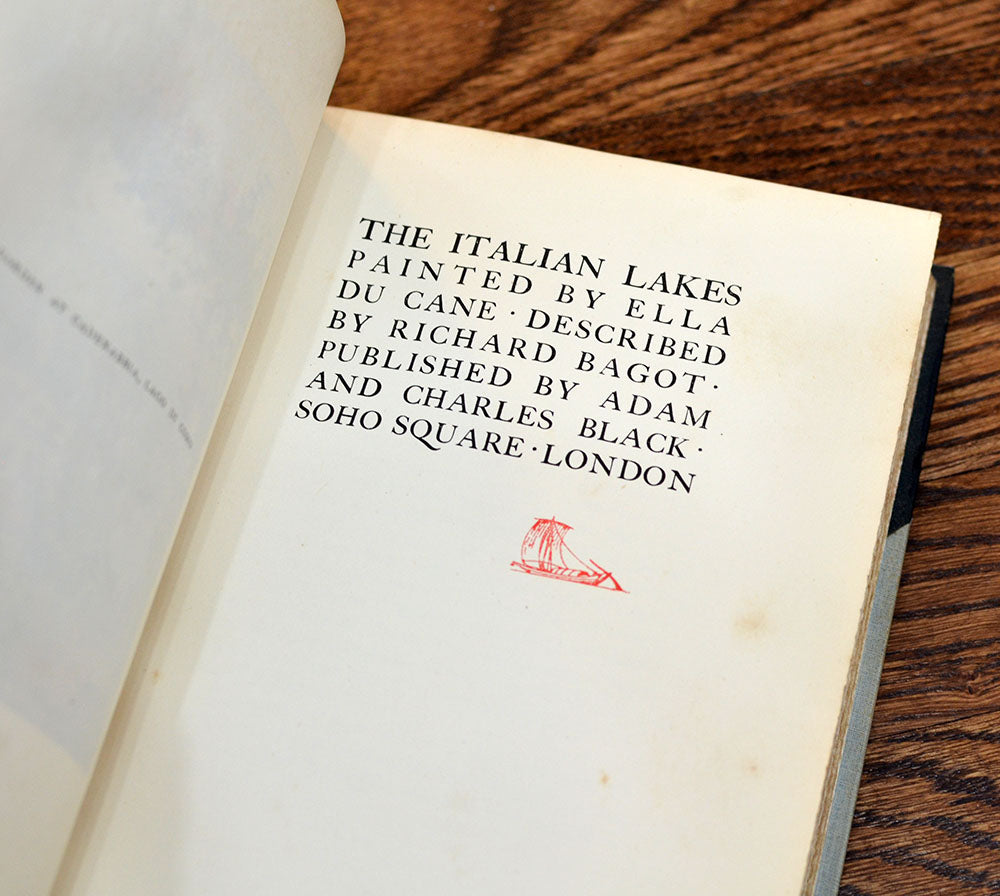 THE ITALIAN LAKES
PAINTED BY ELLA
DU CANE · DESCRIBED
BY RICHARD BAGOT ·
PUBLISHED BY ADAM
AND CHARLES BLACK ·
SOHO SQUARE · LONDON